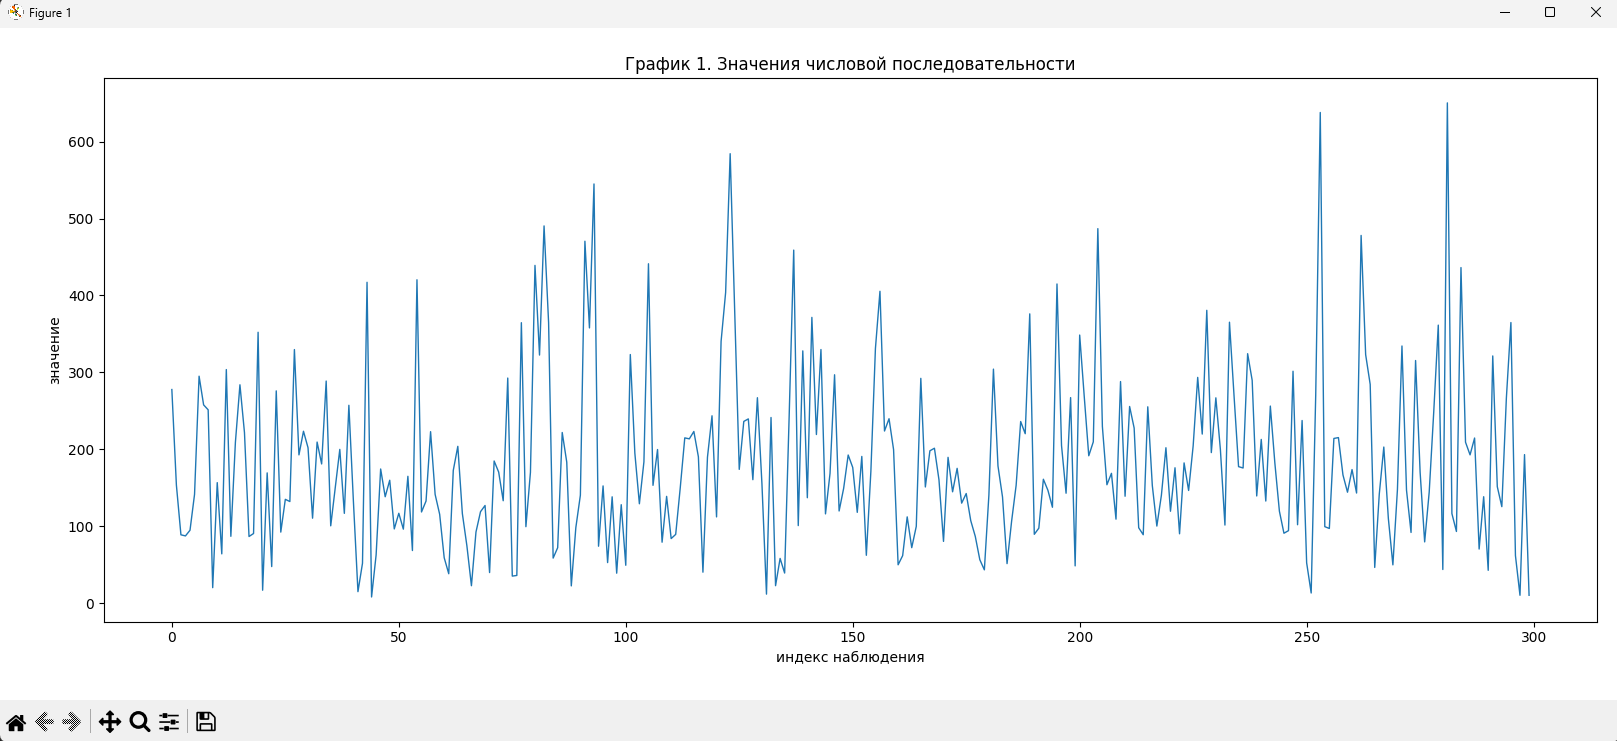 Figure 1
График 1. Значения числовой последовательности
600
500
400
300
200
100
0
значение
0 50 100 150 200 250 300
индекс наблюдения